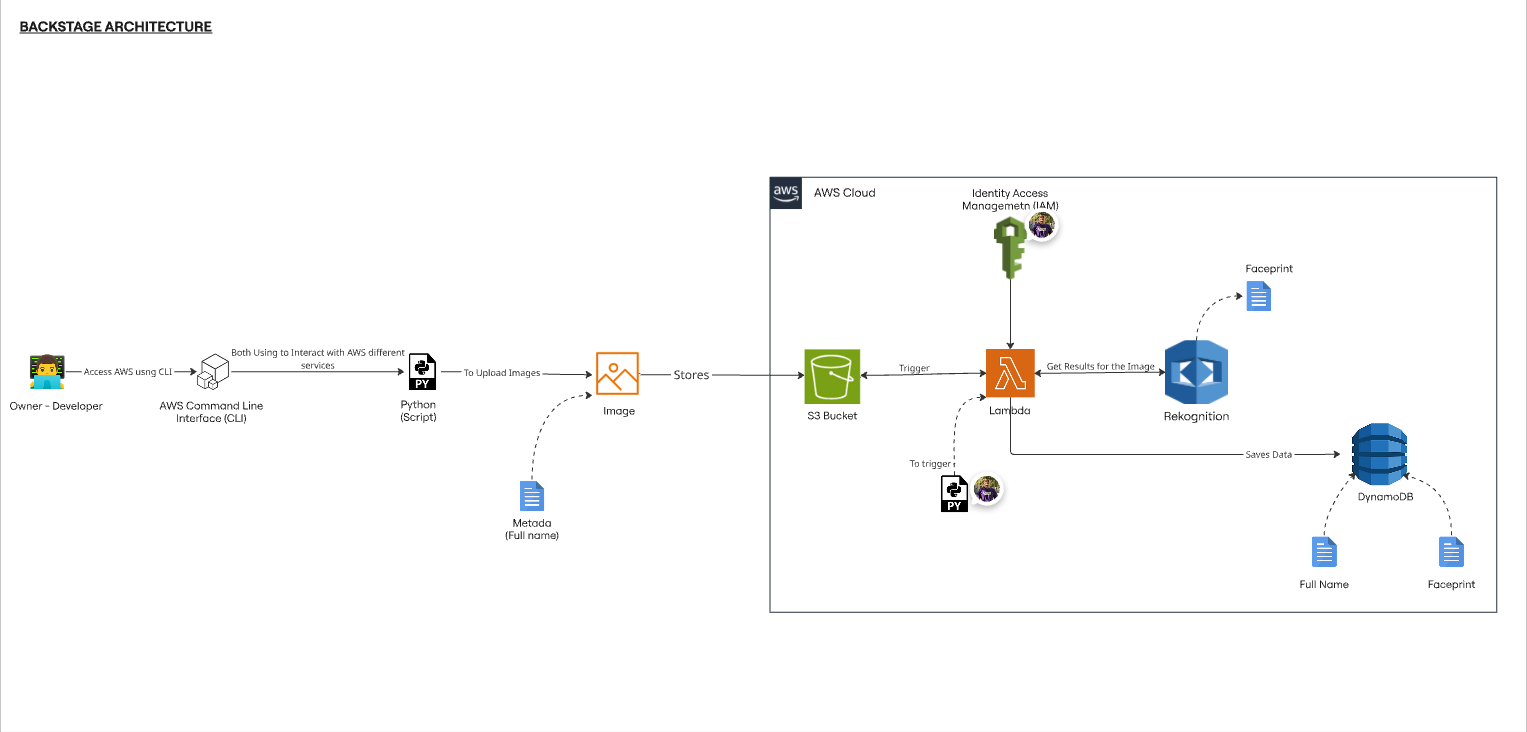 BACKSTAGE ARCHITECTURE
aws
AWS Cloud
Identity Access
Managemetn (IAM)
Faceprint
Access AWS usng CLI
Both Using to Interact with AWS different
services
PY
To Upload Images
Stores
Trigger
Get Results for the Image
Owner - Developer
AWS Command Line
Interface (CLI)
Python
(Script)
Image
S3 Bucket
Lambda
Rekognition
To trigger
PY
Saves Data
DynamoDB
Metada
(Full name)
Full Name
Faceprint